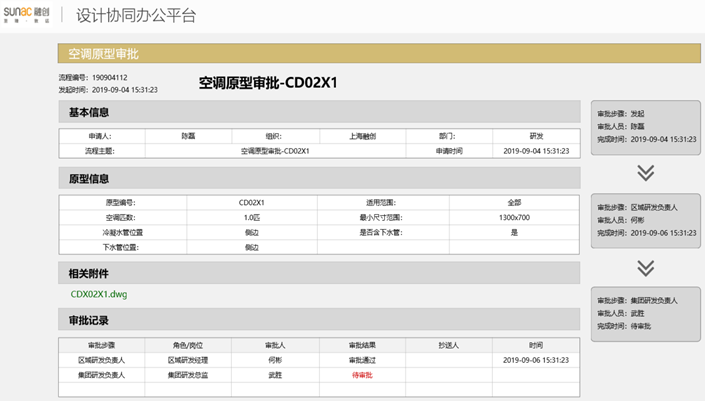 sunac 融创
设计协同办公平台
空调原型审批
流程编号: 190904112
发起时间: 2019-09-04 15:31:23
空调原型审批-CD02X1
基本信息
申请人: 陈磊 组织: 上海融创 部门: 研发
流程主题: 空调原型审批-CD02X1 申请时间 2019-09-04 15:31:23
原型信息
原型编号: CD02X1 适用范围: 全部
空调匹数: 1.0匹 最小尺寸范围: 1300x700
冷凝水管位置 侧边 是否含下水管: 是
下水管位置: 侧边
相关附件
CDX02X1.dwg
审批记录
审批步骤 角色/岗位 审批人 审批结果 抄送人 时间
区域研发负责人 区域研发经理 何彬 审批通过 2019-09-06 15:31:23
集团研发负责人 集团研发总监 武胜 待审批
审批步骤: 发起
审批人员: 陈磊
完成时间: 2019-09-04 15:31:23
审批步骤: 区域研发负责人
审批人员: 何彬
完成时间: 2019-09-06 15:31:23
审批步骤: 集团研发负责人
审批人员: 武胜
完成时间: 待审批